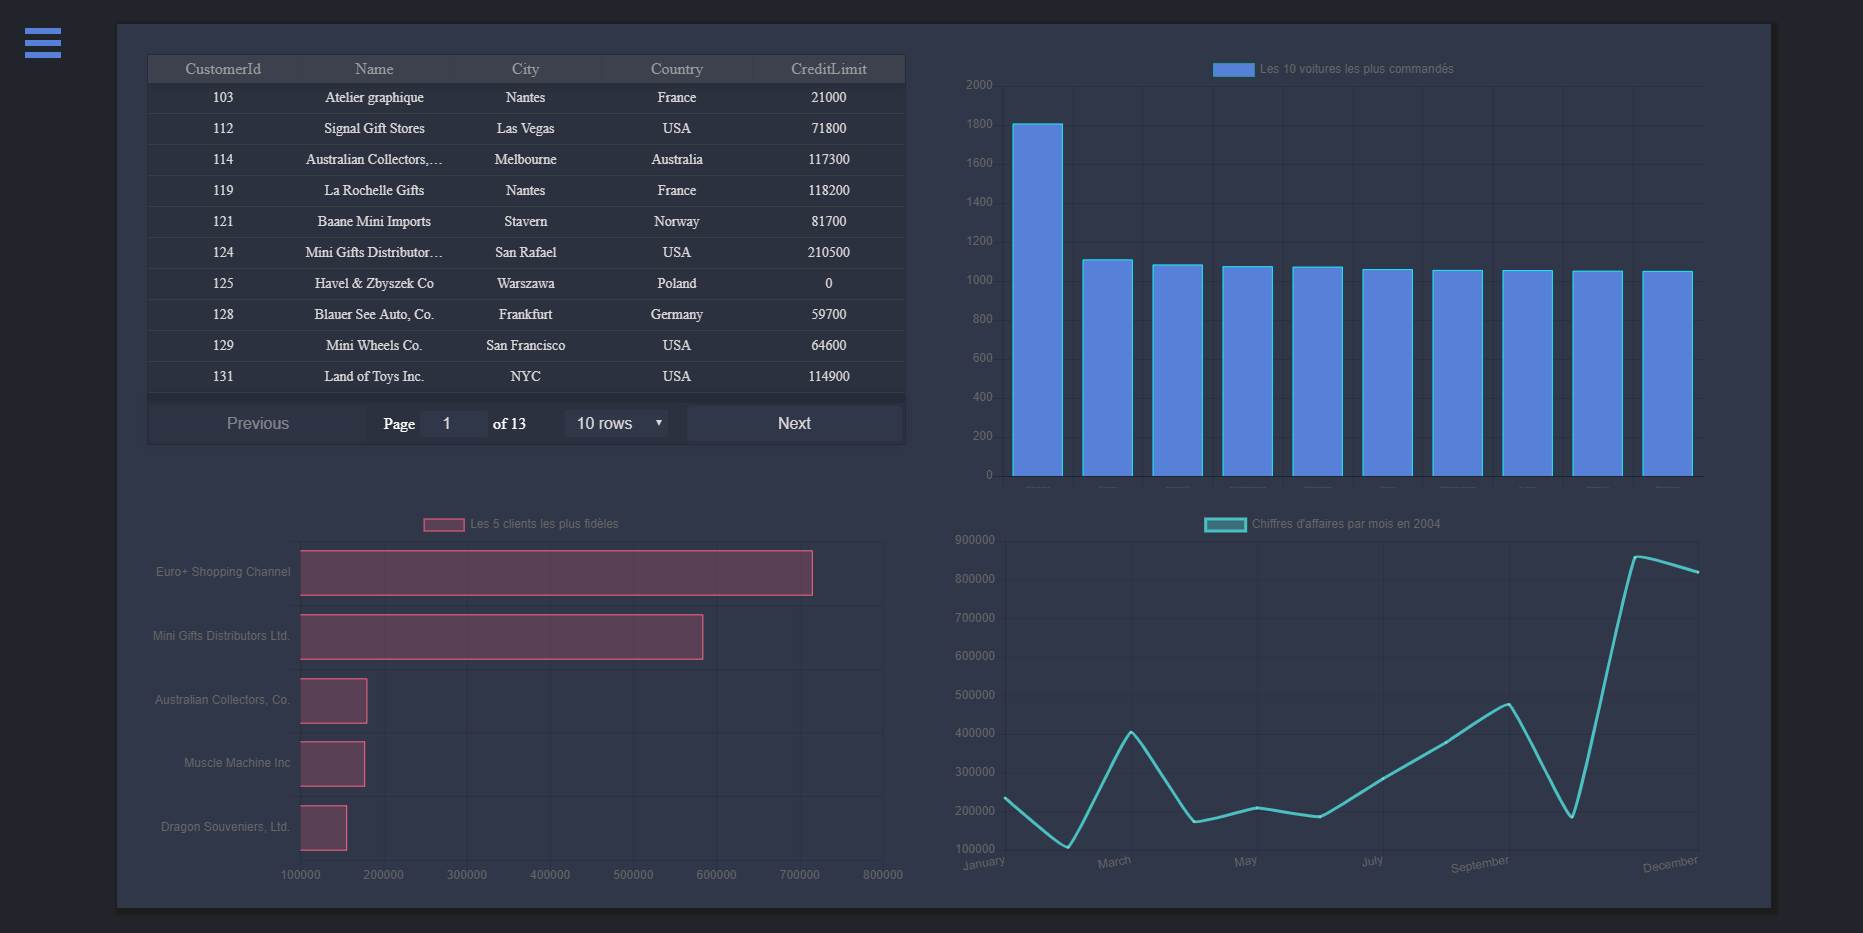 CustomerId Name City Country CreditLimit
103 Atelier graphique Nantes France 21000
112 Signal Gift Stores Las Vegas USA 71800
114 Australian Collectors,... Melbourne Australia 117300
119 La Rochelle Gifts Nantes France 118200
121 Baane Mini Imports Stavern Norway 81700
124 Mini Gifts Distributor... San Rafael USA 210500
125 Havel & Zbyszek Co Warszawa Poland 0
128 Blauer See Auto, Co. Frankfurt Germany 59700
129 Mini Wheels Co. San Francisco USA 64600
131 Land of Toys Inc. NYC USA 114900
Previous Page 1 of 13 10 rows Next
Les 10 voitures les plus commandés
2000
1800
1600
1400
1200
1000
800
600
400
200
0
Les 5 clients les plus fidèles
Euro+ Shopping Channel
Mini Gifts Distributors Ltd.
Australian Collectors, Co.
Muscle Machine Inc
Dragon Souveniers, Ltd.
100000 200000 300000 400000 500000 600000 700000 800000
Chiffres d'affaires par mois en 2004
900000
800000
700000
600000
500000
400000
300000
200000
100000
January March May July September December